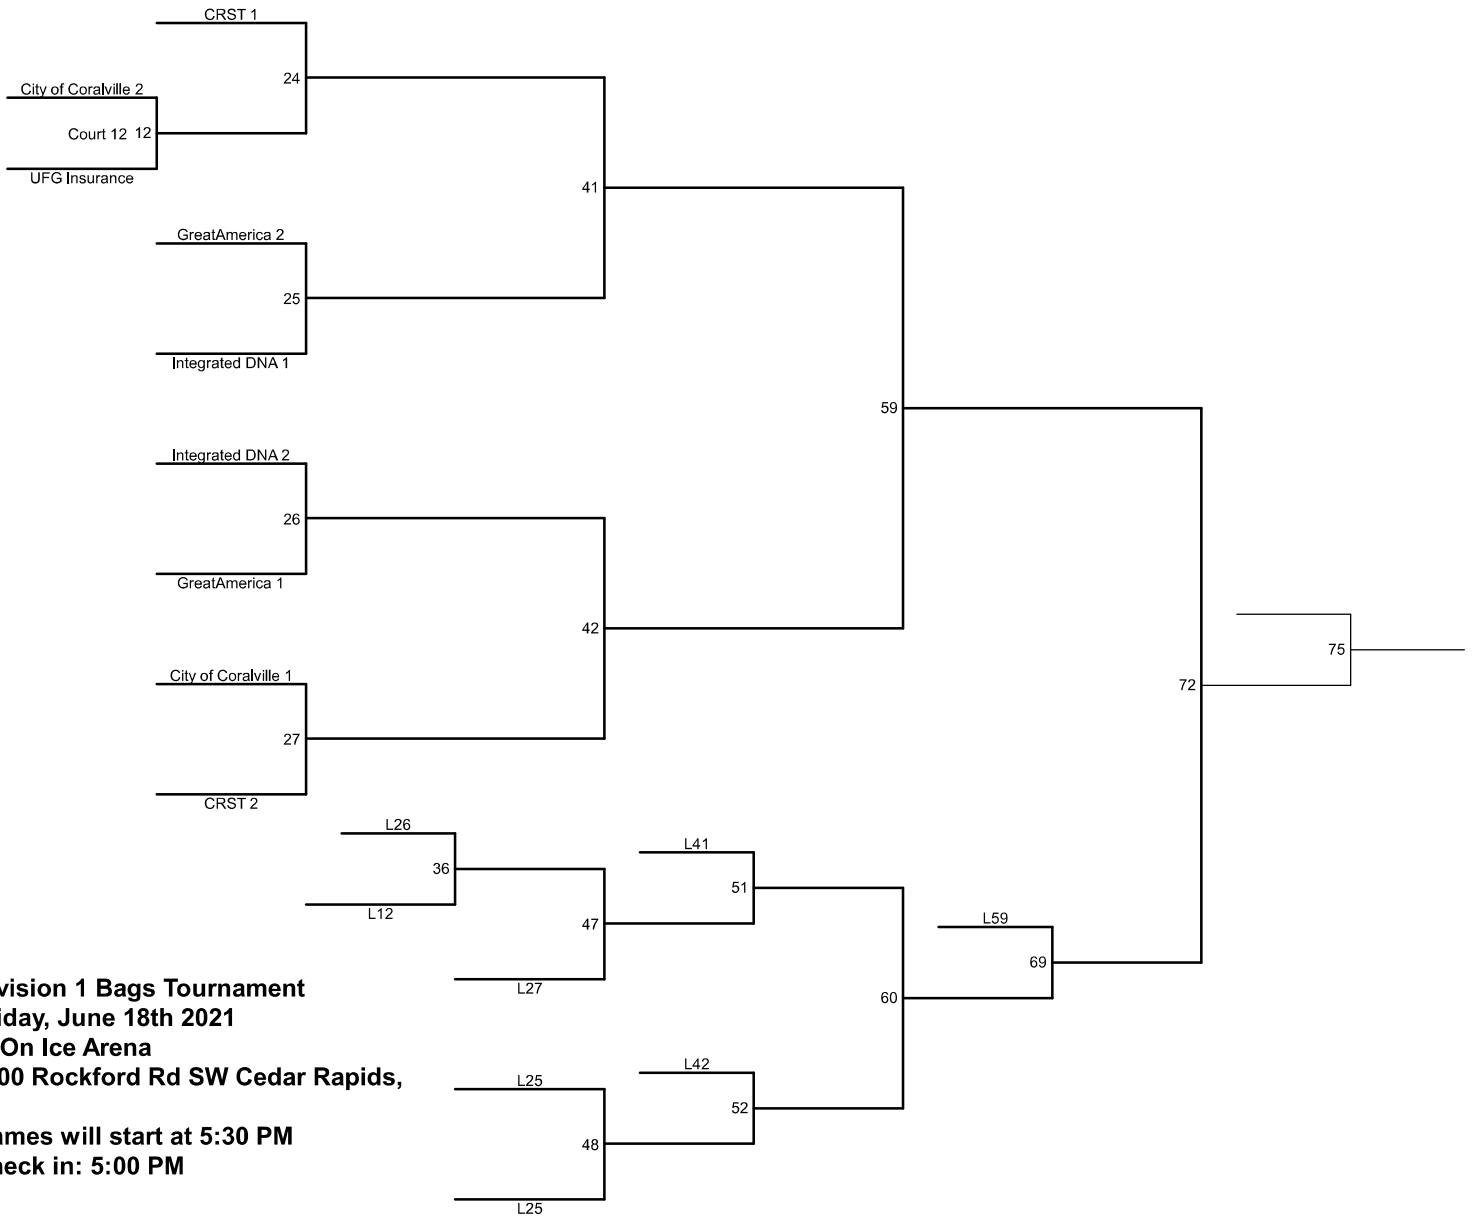 CRST 1
24
City of Coralville 2
Court 12 12
UFG Insurance
41
GreatAmerica 2
25
Integrated DNA 1
59
Integrated DNA 2
26
GreatAmerica 1
42
75
City of Coralville 1
72
27
CRST 2
L26
L41
36
51
L12
L59
47
69
L27
60
vision 1 Bags Tournament
iday, June 18th 2021
On Ice Arena
00 Rockford Rd SW Cedar Rapids,
L42
L25
52
ames will start at 5:30 PM
48
heck in: 5:00 PM
L25